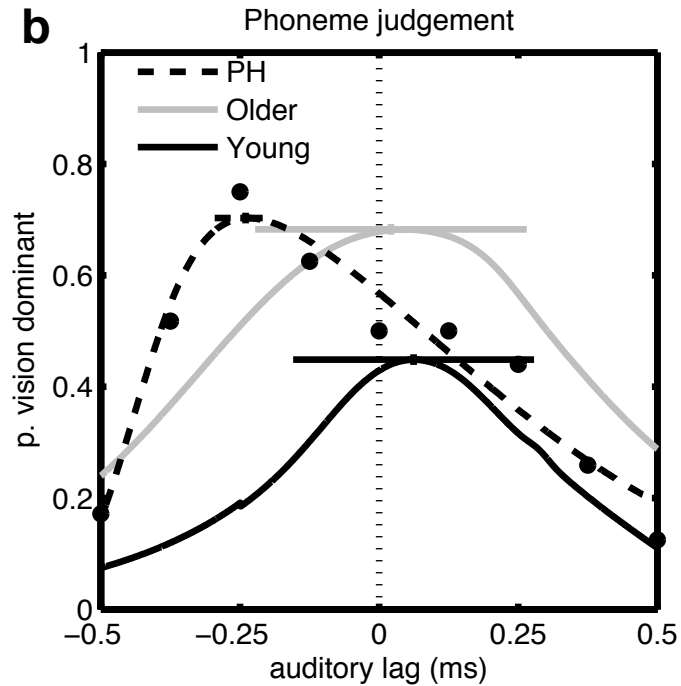 b
Phoneme judgement
PH
Older
Young
p. vision dominant
1
0.8
0.6
0.4
0.2
0
−0.5
−0.25
0
0.25
0.5
auditory lag (ms)